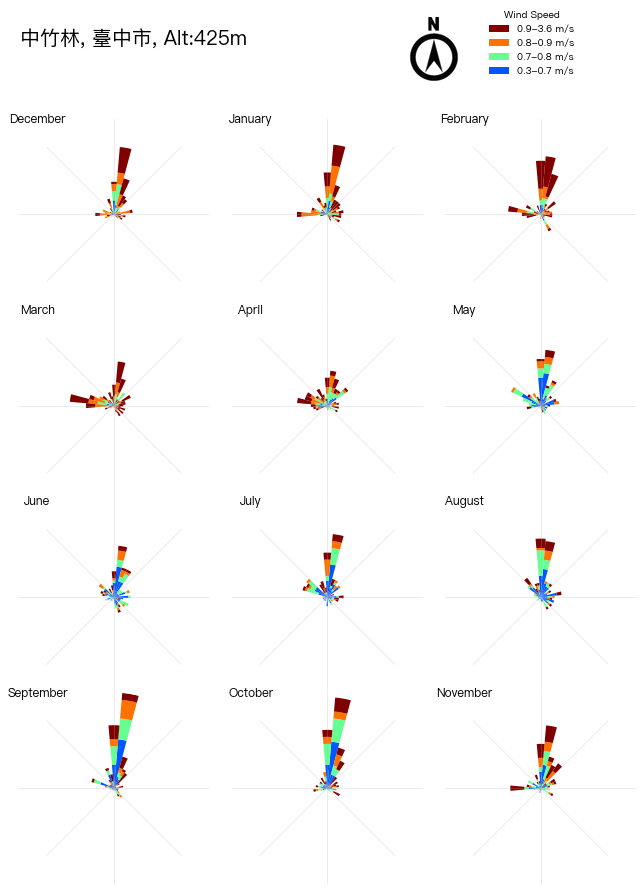 中竹林, 臺中市, Alt:425m
N
Wind Speed
0.9–3.6 m/s
0.8–0.9 m/s
0.7–0.8 m/s
0.3–0.7 m/s
December
January
February
March
April
May
June
July
August
September
October
November